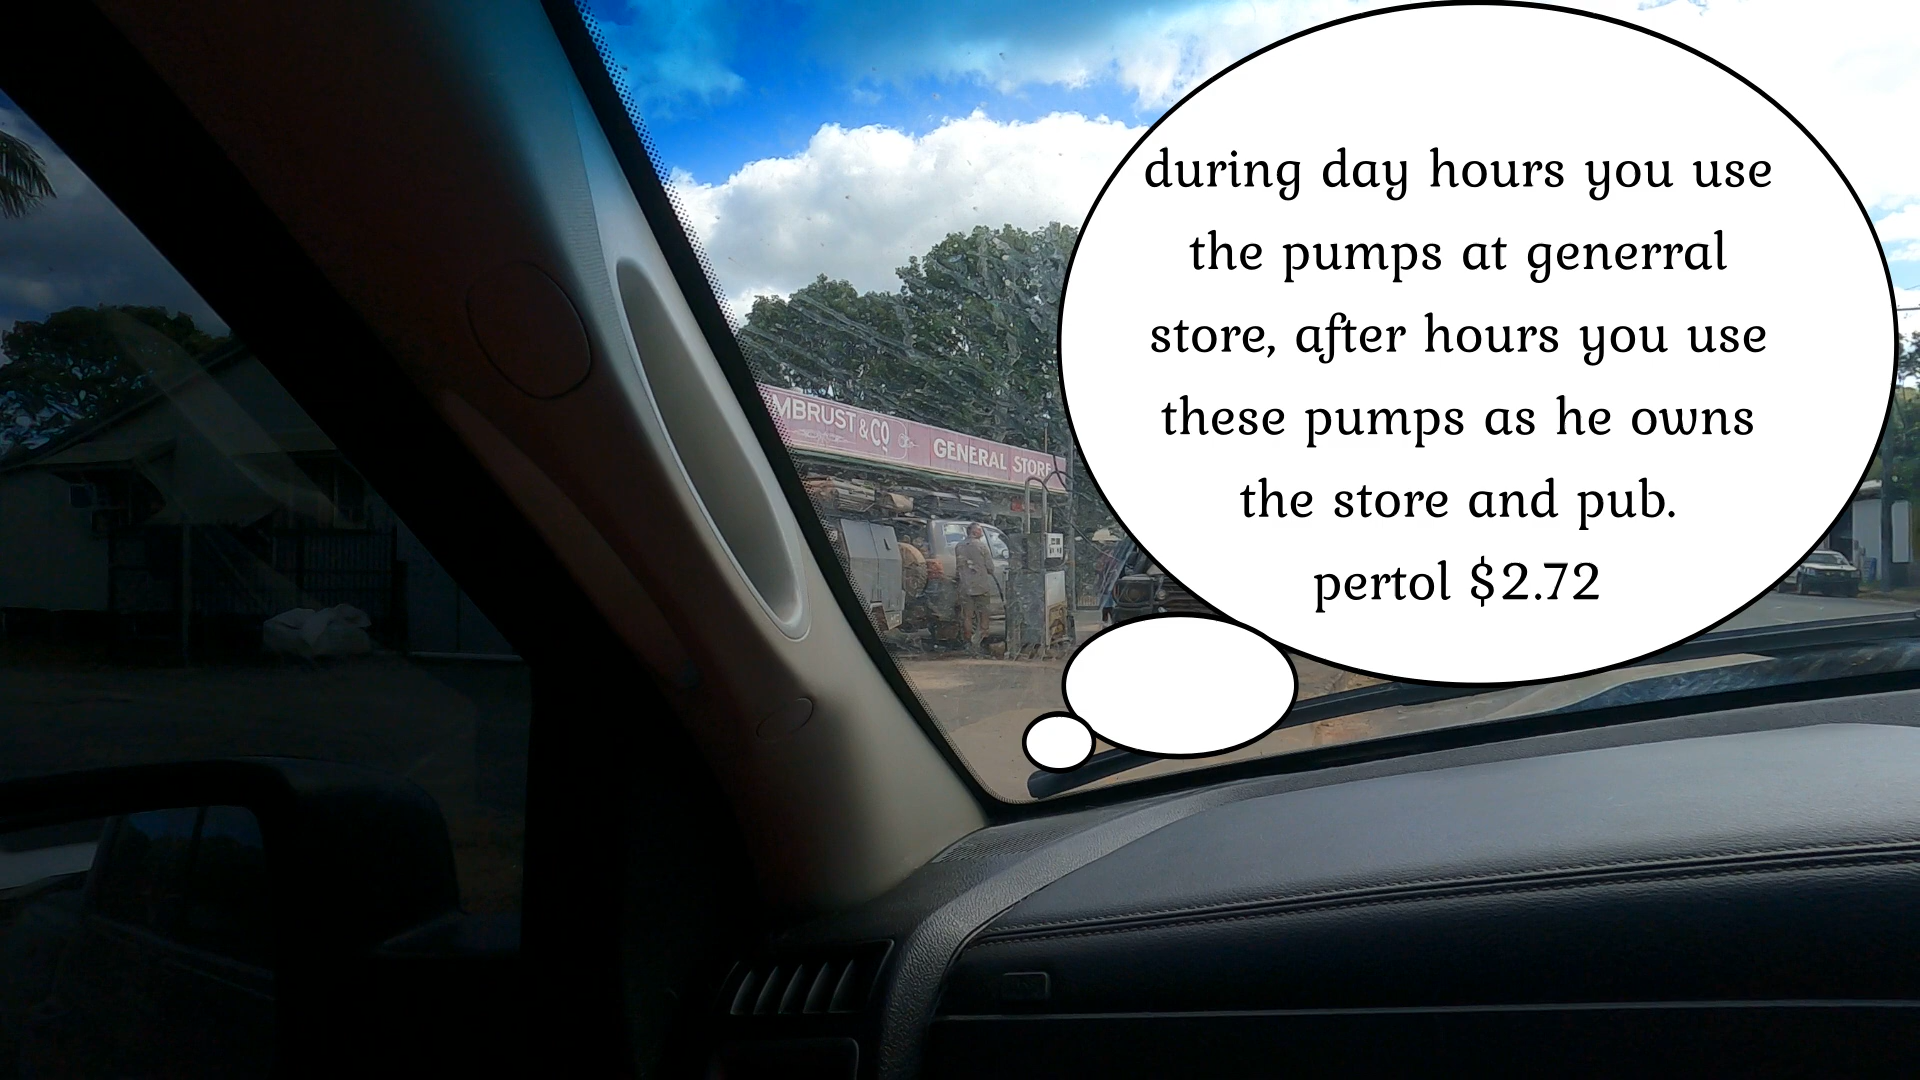 during day hours you use
the pumps at generral
store, after hours you use
these pumps as he owns
the store and pub.
pertol $2.72
MBRUST & CO GENERAL STORE